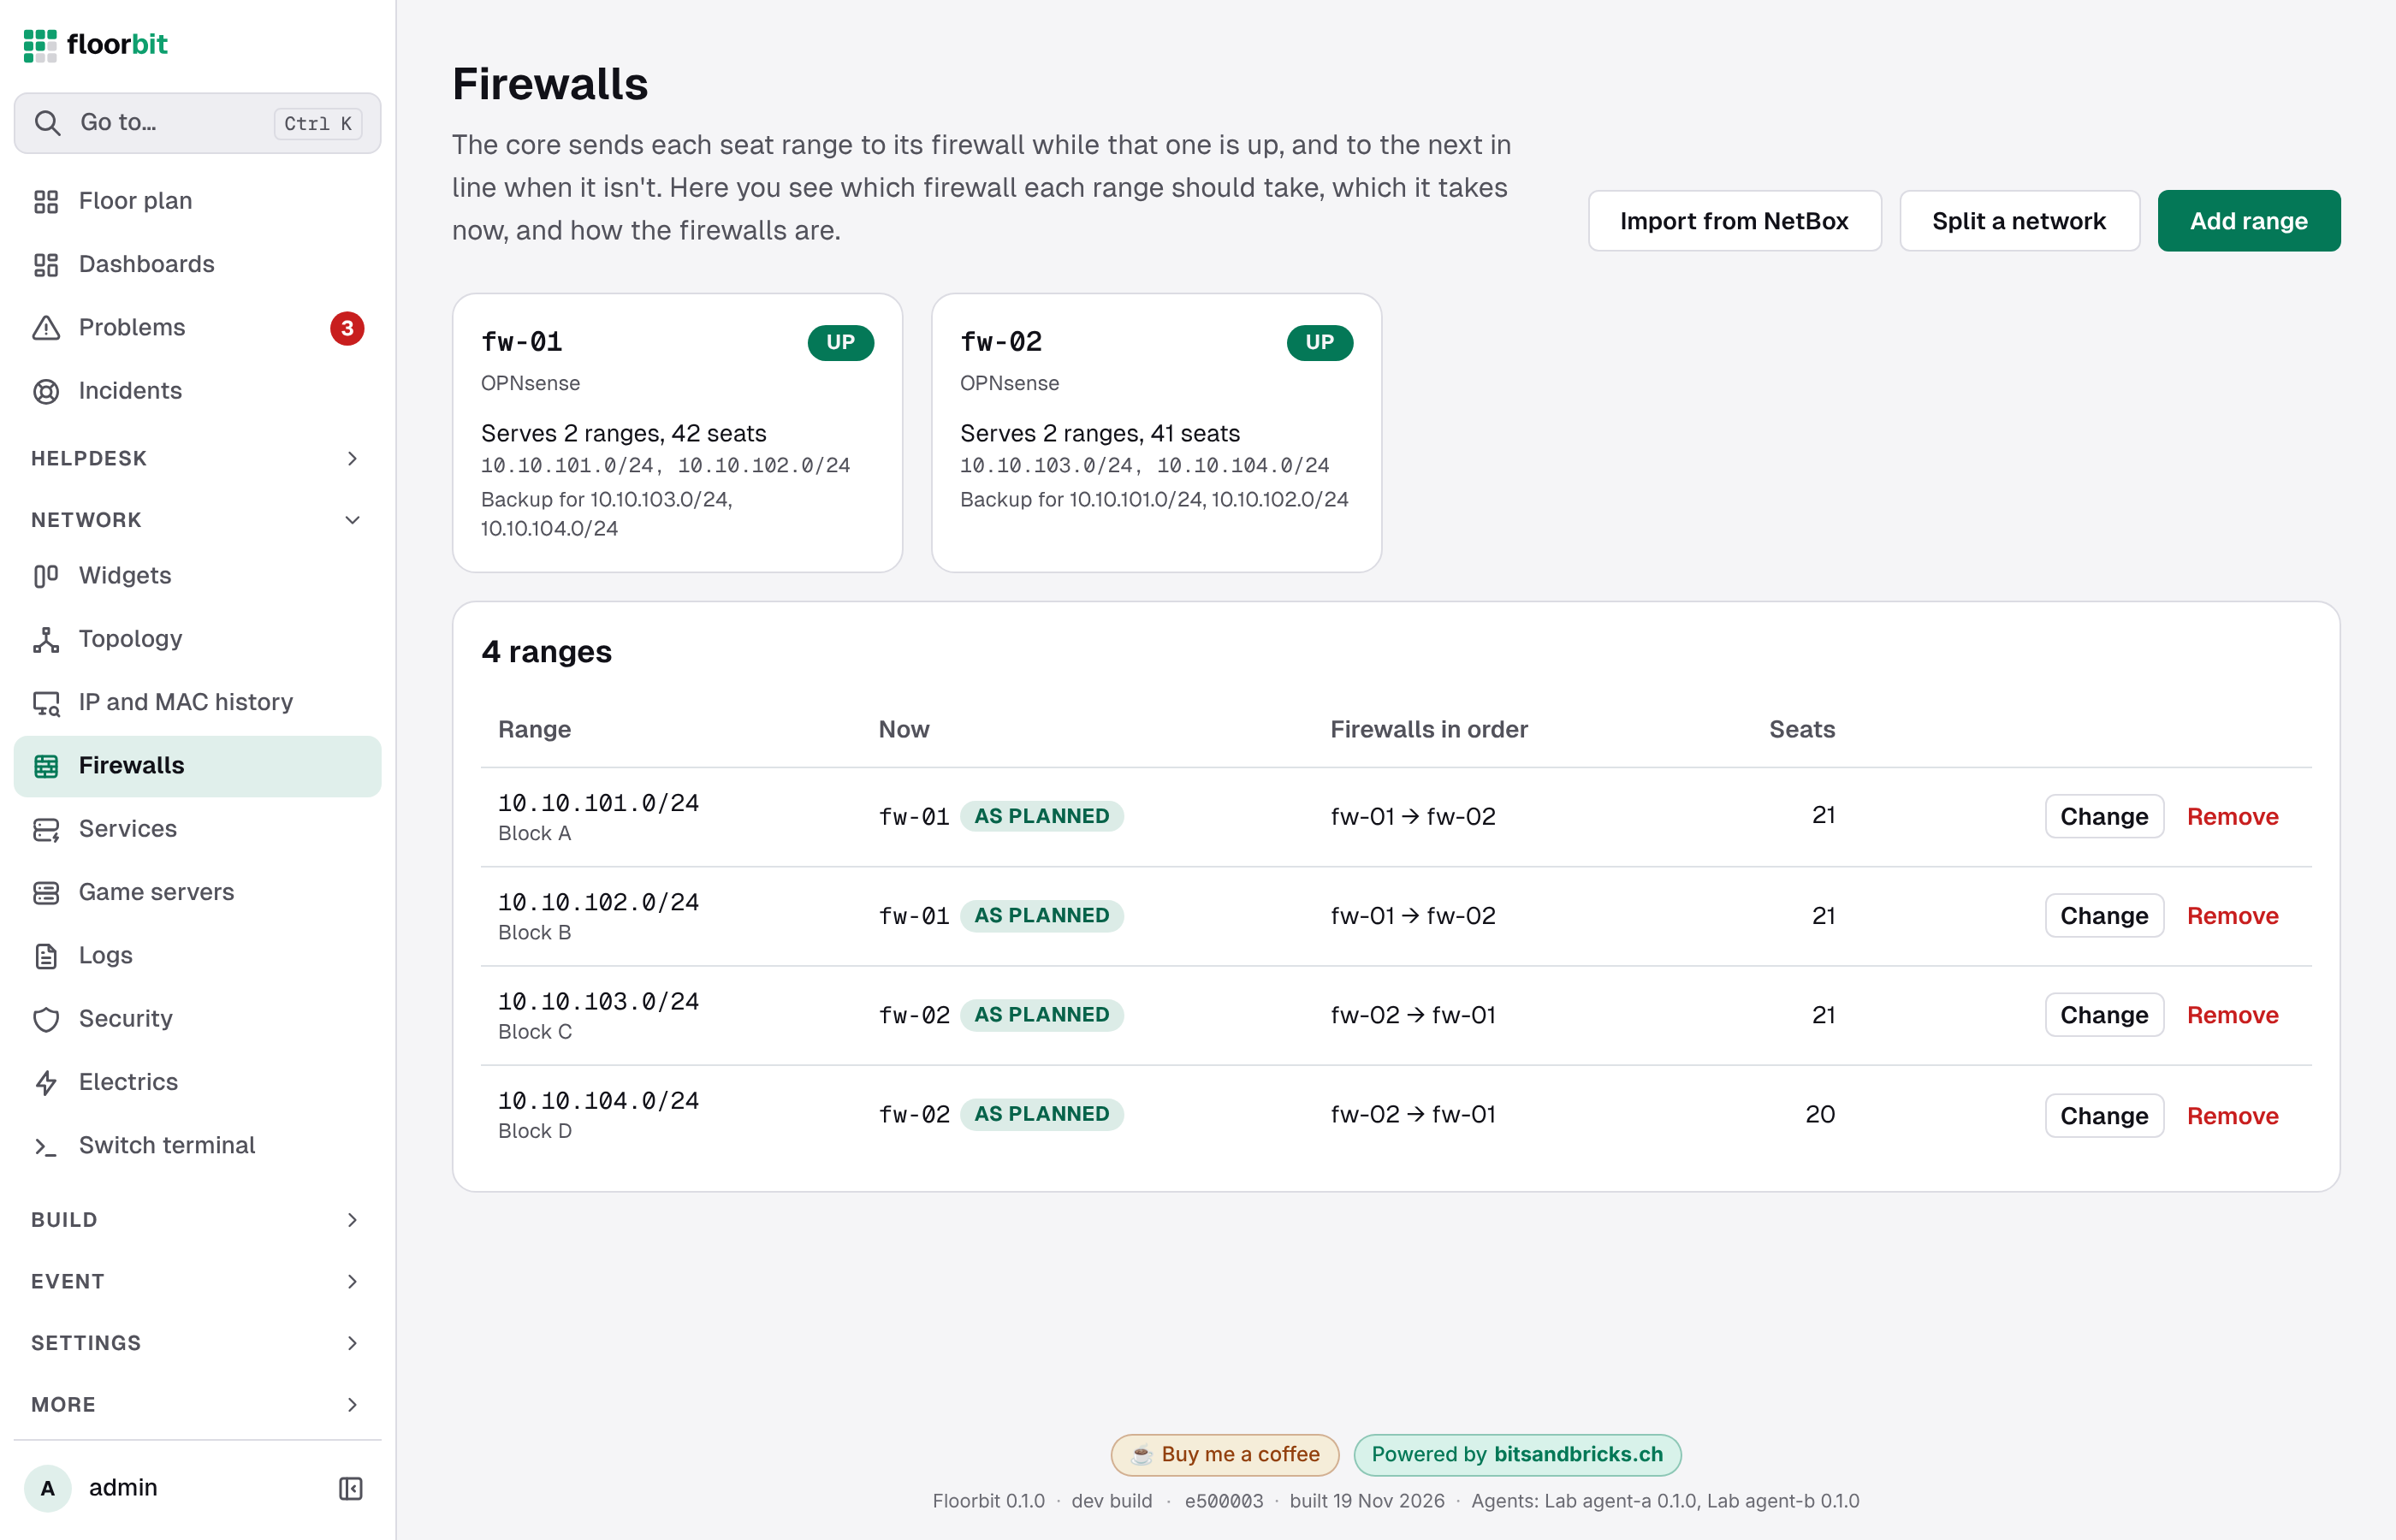 floorbit
Go to... Ctrl K
Floor plan
Dashboards
Problems 3
Incidents
HELPDESK
NETWORK
Widgets
Topology
IP and MAC history
Firewalls
Services
Game servers
Logs
Security
Electrics
Switch terminal
BUILD
EVENT
SETTINGS
MORE
A admin
Firewalls
The core sends each seat range to its firewall while that one is up, and to the next in
line when it isn't. Here you see which firewall each range should take, which it takes
now, and how the firewalls are.
Import from NetBox Split a network Add range
fw-01 UP
OPNsense
Serves 2 ranges, 42 seats
10.10.101.0/24, 10.10.102.0/24
Backup for 10.10.103.0/24,
10.10.104.0/24
fw-02 UP
OPNsense
Serves 2 ranges, 41 seats
10.10.103.0/24, 10.10.104.0/24
Backup for 10.10.101.0/24, 10.10.102.0/24
4 ranges
Range Now Firewalls in order Seats
10.10.101.0/24 fw-01 AS PLANNED fw-01 → fw-02 21 Change Remove
Block A
10.10.102.0/24 fw-01 AS PLANNED fw-01 → fw-02 21 Change Remove
Block B
10.10.103.0/24 fw-02 AS PLANNED fw-02 → fw-01 21 Change Remove
Block C
10.10.104.0/24 fw-02 AS PLANNED fw-02 → fw-01 20 Change Remove
Block D
☕ Buy me a coffee Powered by bitsandbricks.ch
Floorbit 0.1.0 · dev build · e500003 · built 19 Nov 2026 · Agents: Lab agent-a 0.1.0, Lab agent-b 0.1.0